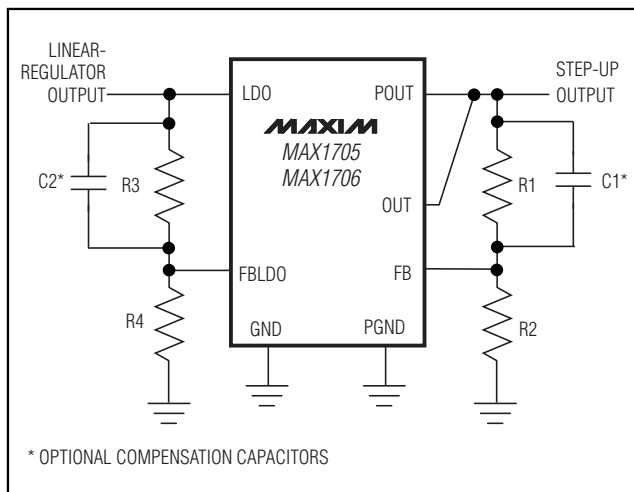 LINEAR-
REGULATOR
OUTPUT
STEP-UP
OUTPUT
LDO
POUT
MAXIM
MAX1705
MAX1706
C2*
R3
R1
C1*
OUT
FBLDO
FB
R4
R2
GND
PGND
* OPTIONAL COMPENSATION CAPACITORS